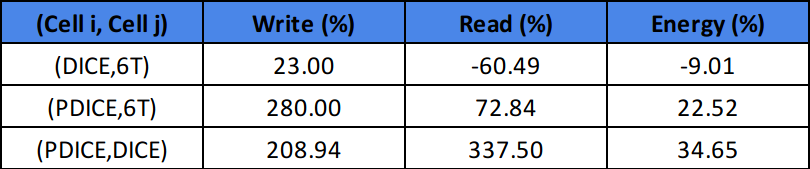 (Cell i, Cell j) Write (%) Read (%) Energy (%)
(DICE,6T) 23.00 -60.49 -9.01
(PDICE,6T) 280.00 72.84 22.52
(PDICE,DICE) 208.94 337.50 34.65